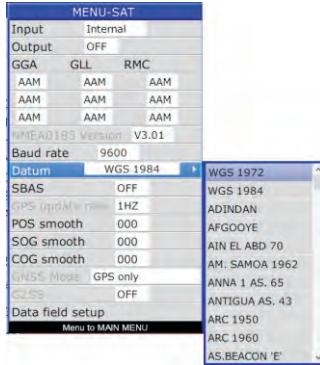 MENU-SAT
Input Internal
Output OFF
GGA GLL RMC
AAM AAM AAM
AAM AAM AAM
AAM AAM AAM
NMEA0183 Version V3.01
Baud rate 9600
Datum WGS 1984
SBAS OFF
GPS update rate 1HZ
POS smooth 000
SOG smooth 000
COG smooth 000
GNSS Mode GPS only
OFF
Data field setup
Menu to MAIN MENU
WGS 1972
WGS 1984
ADINDAN
AFGOOYE
AIN EL ABD 70
AM. SAMOA 1962
ANNA 1 AS. 65
ANTIGUA AS. 43
ARC 1950
ARC 1960
AS.BEACON 'E'